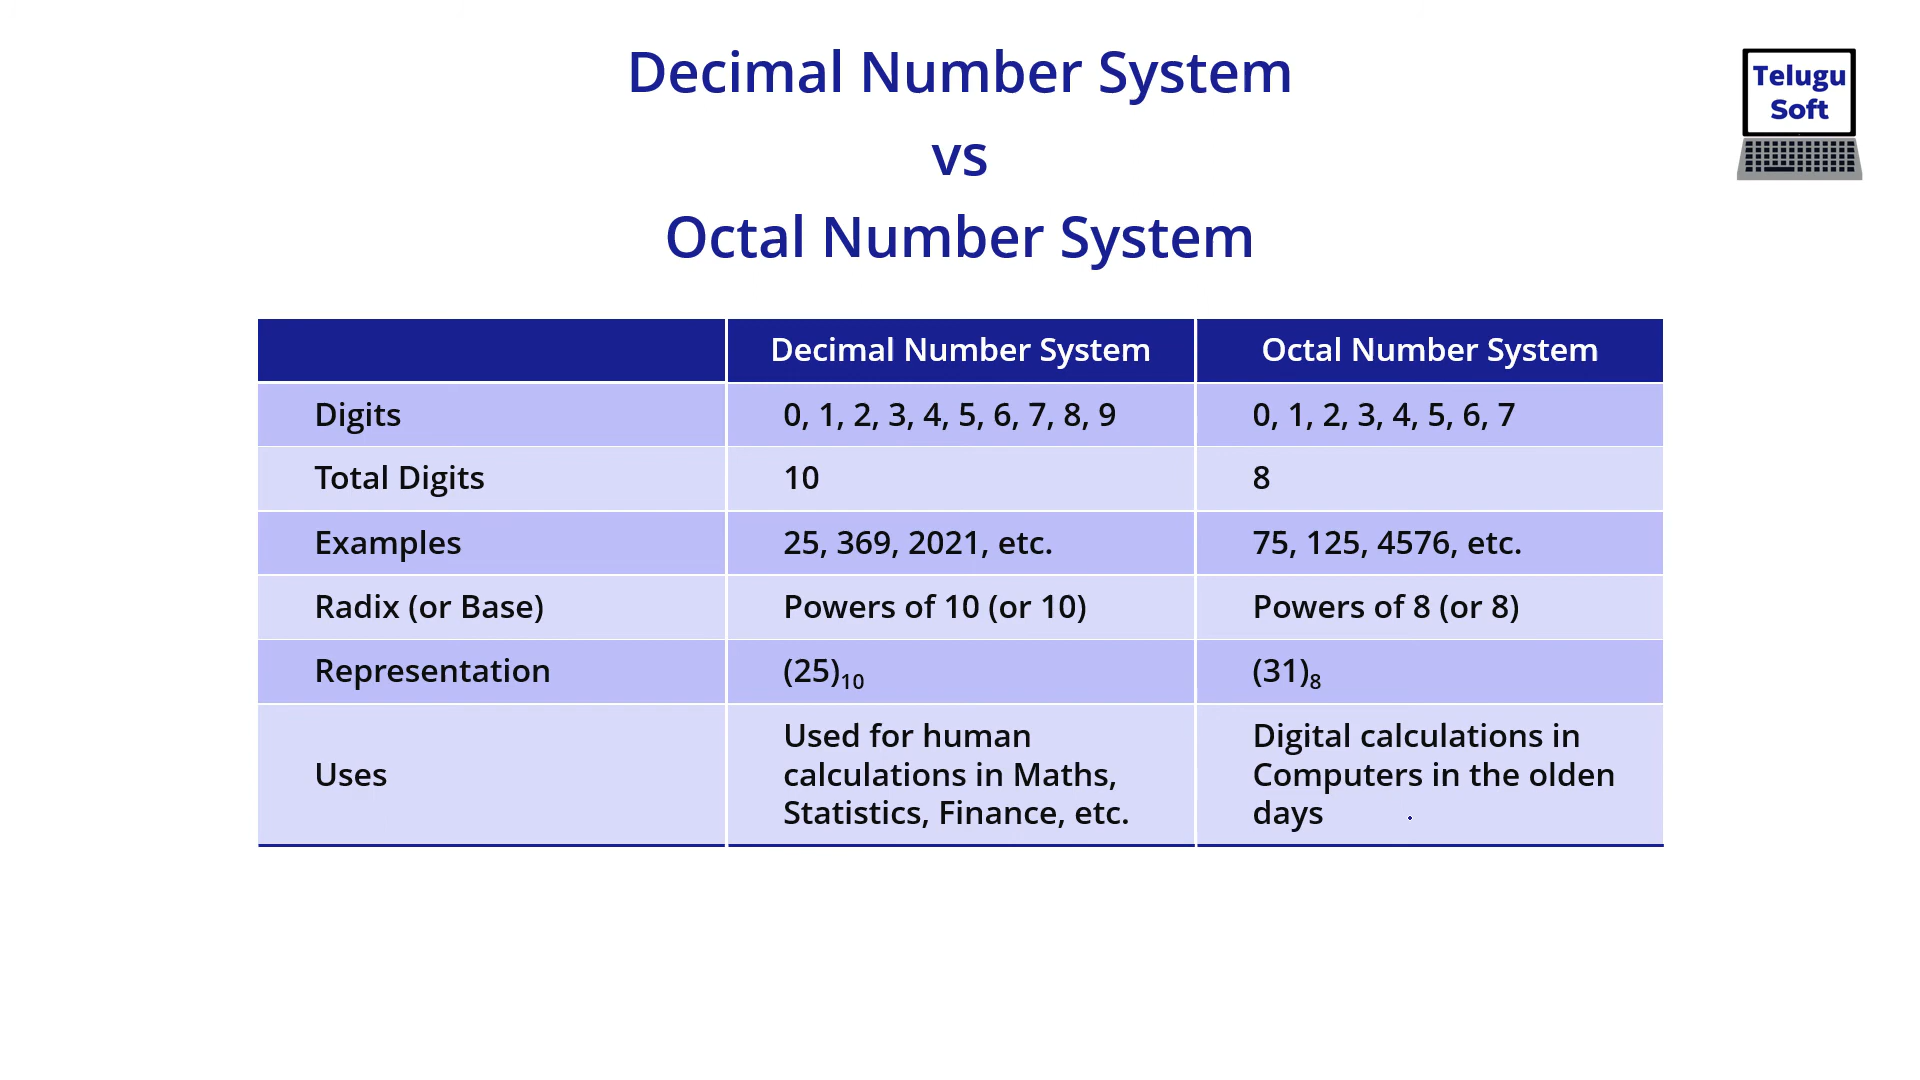 Decimal Number System
vs
Octal Number System
Telugu
Soft
Decimal Number System Octal Number System
Digits 0, 1, 2, 3, 4, 5, 6, 7, 8, 9 0, 1, 2, 3, 4, 5, 6, 7
Total Digits 10 8
Examples 25, 369, 2021, etc. 75, 125, 4576, etc.
Radix (or Base) Powers of 10 (or 10) Powers of 8 (or 8)
Representation (25)₁₀ (31)₈
Uses
Used for human
calculations in Maths,
Statistics, Finance, etc.
Digital calculations in
Computers in the olden
days